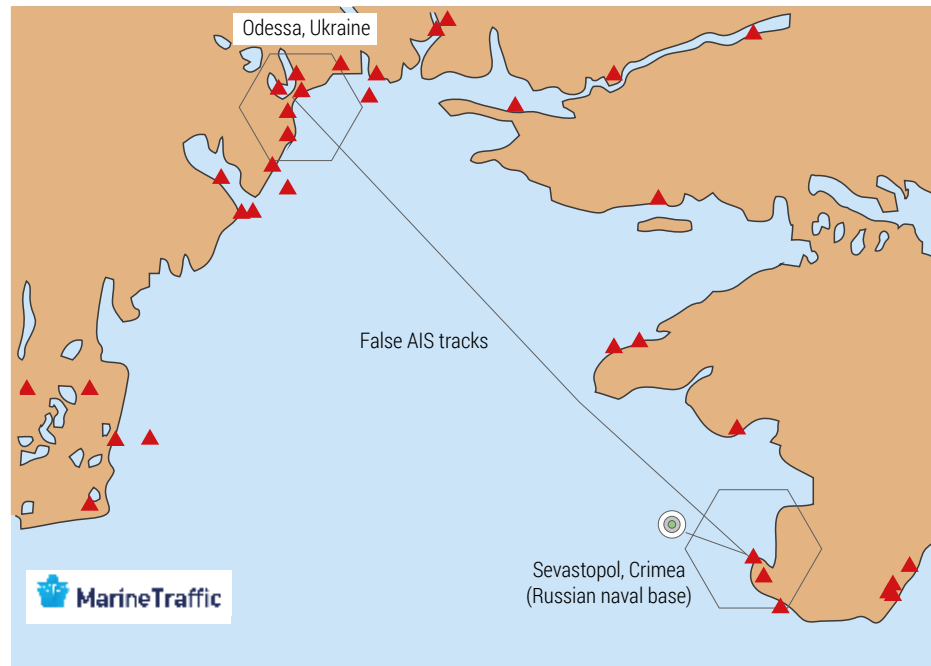 Odessa, Ukraine
False AIS tracks
Sevastopol, Crimea
(Russian naval base)
MarineTraffic